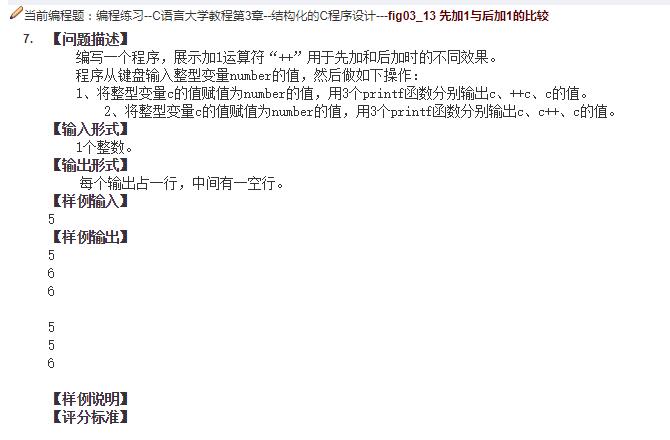 当前编程题：编程练习--C语言大学教程第3章--结构化的C程序设计---fig03_13 先加1与后加1的比较
7. 【问题描述】
编写一个程序，展示加1运算符“++”用于先加和后加时的不同效果。
程序从键盘输入整型变量number的值，然后做如下操作：
1、将整型变量c的值赋值为number的值，用3个printf函数分别输出c、++c、c的值。
2、将整型变量c的值赋值为number的值，用3个printf函数分别输出c、c++、c的值。
【输入形式】
1个整数。
【输出形式】
每个输出占一行，中间有一空行。
【样例输入】
5
【样例输出】
5
6
6
5
5
6
【样例说明】
【评分标准】